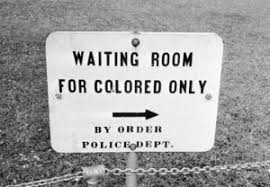 WAITING ROOM
FOR COLORED ONLY
BY ORDER
POLICE DEPT.